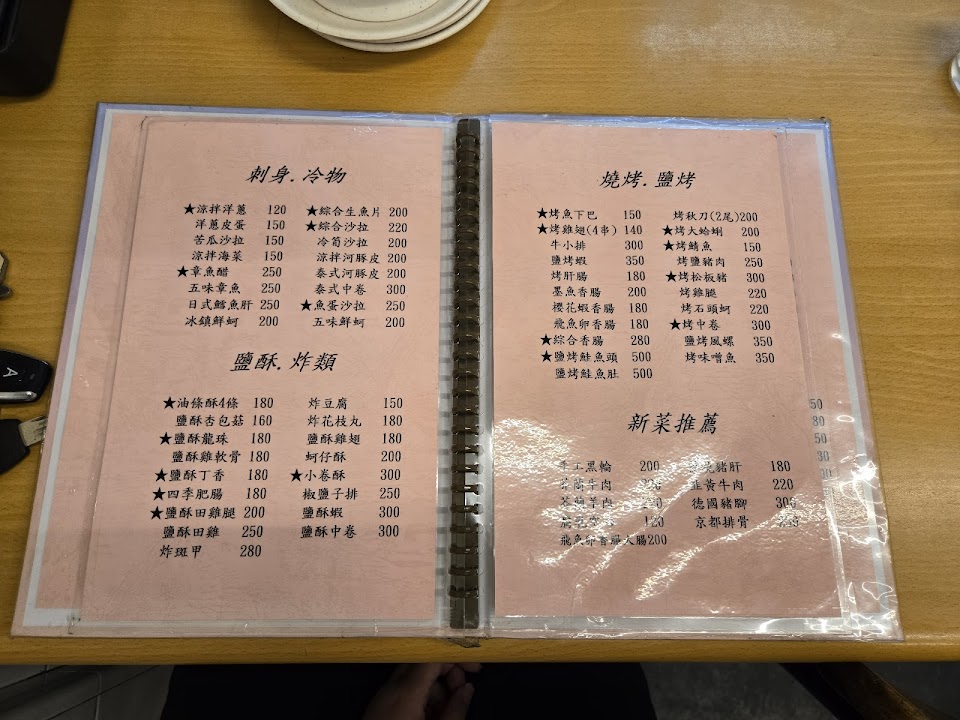 刺身.冷物
★涼拌洋蔥 120 ★綜合生魚片 200
洋蔥皮蛋 150 ★綜合沙拉 220
苦瓜沙拉 150 冷筍沙拉 200
涼拌海菜 150 涼拌河豚皮 200
★章魚醋 250 泰式河豚皮 200
五味章魚 250 泰式中卷 300
日式鱈魚肝 250 ★魚蛋沙拉 250
冰鎮鮮蚵 200 五味鮮蚵 200
鹽酥.炸類
★油條酥4條 180 炸豆腐 150
鹽酥杏包菇 160 炸花枝丸 180
★鹽酥龍珠 180 鹽酥雞翅 180
鹽酥雞軟骨 180 蚵仔酥 200
★鹽酥丁香 180 ★小卷酥 300
★四季肥腸 180 椒鹽子排 250
★鹽酥田雞腿 200 鹽酥蝦 300
鹽酥田雞 250 鹽酥中卷 300
炸斑甲 280
燒烤.鹽烤
★烤魚下巴 150 烤秋刀(2尾)200
★烤雞翅(4串) 140 ★烤大蛤蜊 200
牛小排 300 ★烤鯖魚 150
鹽烤蝦 350 烤鹽豬肉 250
烤肝腸 180 ★烤松板豬 300
墨魚香腸 200 烤雞腿 220
櫻花蝦香腸 180 烤石頭蚵 220
飛魚卵香腸 180 ★烤中卷 300
★綜合香腸 280 鹽烤風螺 350
★鹽烤鮭魚頭 500 烤味噌魚 350
鹽烤鮭魚肚 500
新菜推薦
手工黑輪 200 豬肝 180
牛肉 韭黃牛肉 220
羊肉 德國豬腳 300
120 京都排骨
飛魚卵香腸大腸200